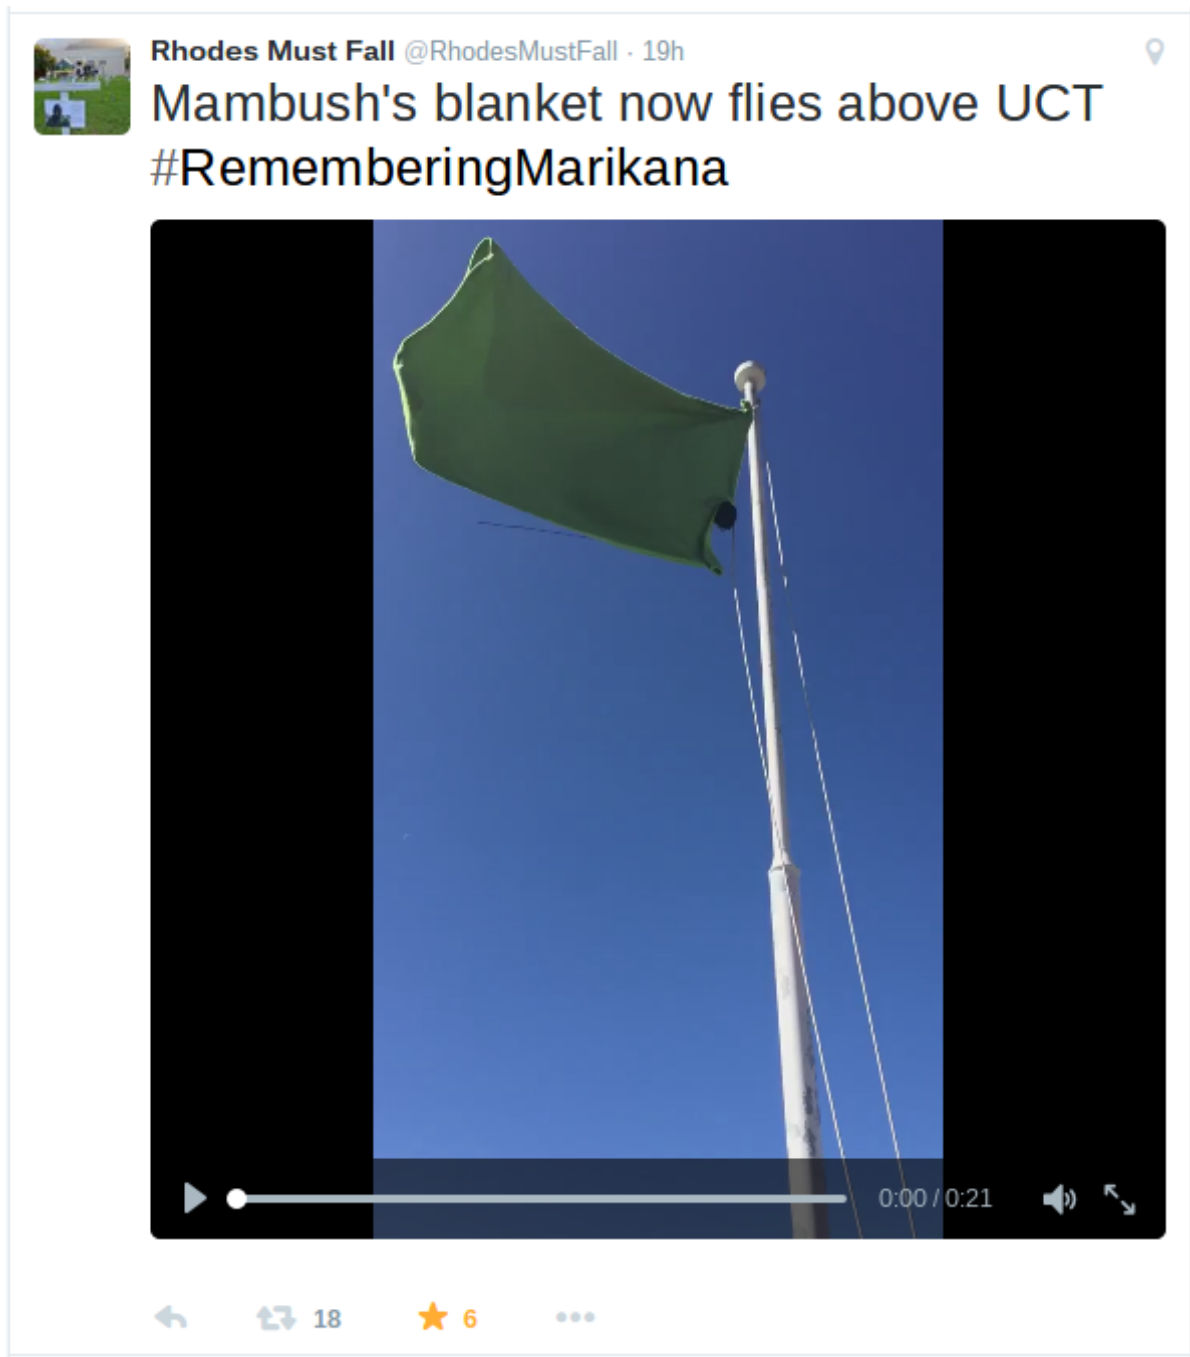 Rhodes Must Fall @RhodesMustFall · 19h
Mambush's blanket now flies above UCT
#RememberingMarikana
0:00 / 0:21
18 6